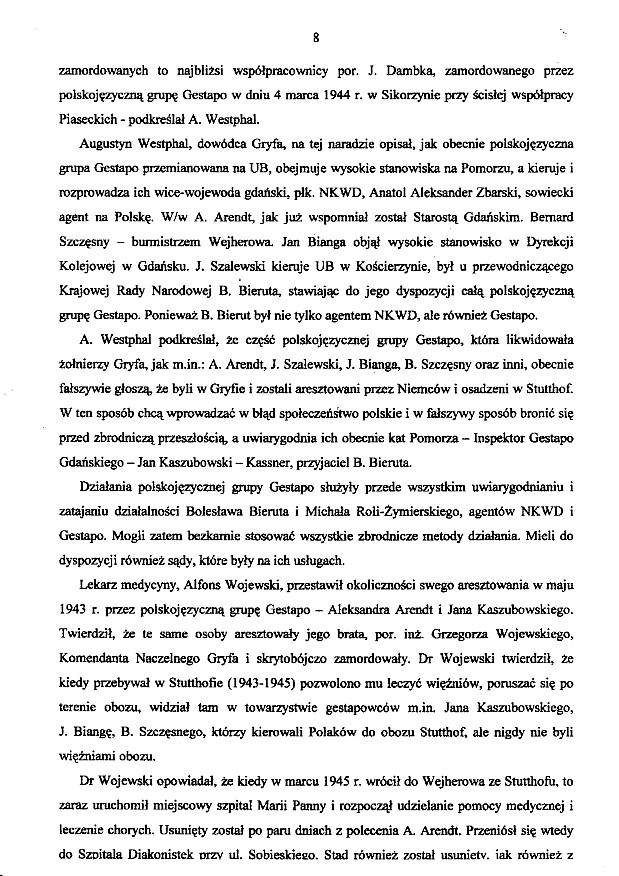 8
zamordowanych to najbliżsi współpracownicy por. J. Dambka, zamordowanego przez
polskojęzyczną grupę Gestapo w dniu 4 marca 1944 r. w Sikorzynie przy ścisłej współpracy
Piaseckich - podkreślał A. Westphal.
Augustyn Westphal, dowódca Gryfa, na tej naradzie opisał, jak obecnie polskojęzyczna
grupa Gestapo przemianowana na UB, obejmuje wysokie stanowiska na Pomorzu, a kieruje i
rozprowadza ich wice-wojewoda gdański, płk. NKWD, Anatol Aleksander Zbarski, sowiecki
agent na Polskę. W/w A. Arendt, jak już wspomniał został Starostą Gdańskim. Bernard
Szczęsny – burmistrzem Wejherowa. Jan Bianga objął wysokie stanowisko w Dyrekcji
Kolejowej w Gdańsku. J. Szalewski kieruje UB w Kościerzynie, był u przewodniczącego
Krajowej Rady Narodowej B. Bieruta, stawiając do jego dyspozycji całą polskojęzyczną
grupę Gestapo. Ponieważ B. Bierut był nie tylko agentem NKWD, ale również Gestapo.
A. Westphal podkreślał, że część polskojęzycznej grupy Gestapo, która likwidowała
żołnierzy Gryfa, jak m.in.: A. Arendt, J. Szalewski, J. Bianga, B. Szczęsny oraz inni, obecnie
fałszywie głoszą, że byli w Gryfie i zostali aresztowani przez Niemców i osadzeni w Stutthof.
W ten sposób chcą wprowadzać w błąd społeczeństwo polskie i w fałszywy sposób bronić się
przed zbrodniczą przeszłością, a uwiarygodnia ich obecnie kat Pomorza – Inspektor Gestapo
Gdańskiego – Jan Kaszubowski – Kassner, przyjaciel B. Bieruta.
Działania polskojęzycznej grupy Gestapo służyły przede wszystkim uwiarygodnianiu i
zatajaniu działalności Bolesława Bieruta i Michała Roli-Żymierskiego, agentów NKWD i
Gestapo. Mogli zatem bezkarnie stosować wszystkie zbrodnicze metody działania. Mieli do
dyspozycji również sądy, które były na ich usługach.
Lekarz medycyny, Alfons Wojewski, przestawił okoliczności swego aresztowania w maju
1943 r. przez polskojęzyczną grupę Gestapo – Aleksandra Arendt i Jana Kaszubowskiego.
Twierdził, że te same osoby aresztowały jego brata, por. inż. Grzegorza Wojewskiego,
Komendanta Naczelnego Gryfa i skrytobójczo zamordowały. Dr Wojewski twierdził, że
kiedy przebywał w Stutthofie (1943-1945) pozwolono mu leczyć więźniów, poruszać się po
terenie obozu, widział tam w towarzystwie gestapowców m.in. Jana Kaszubowskiego,
J. Biangę, B. Szczęsnego, którzy kierowali Polaków do obozu Stutthof, ale nigdy nie byli
więźniami obozu.
Dr Wojewski opowiadał, że kiedy w marcu 1945 r. wrócił do Wejherowa ze Stutthofu, to
zaraz uruchomił miejscowy szpital Marii Panny i rozpoczął udzielanie pomocy medycznej i
leczenie chorych. Usunięty został po paru dniach z polecenia A. Arendt. Przeniósł się wtedy
do Szpitala Diakonistek przy ul. Sobieskiego. Stąd również został usunięty, jak również z